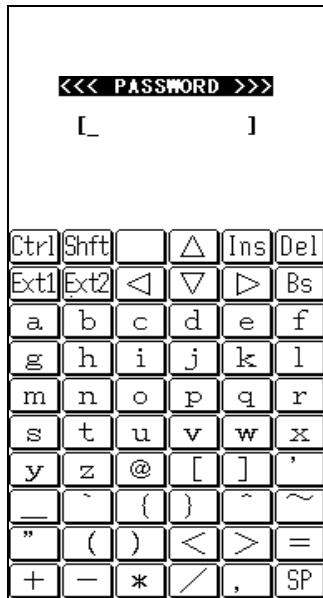 <<< PASSWORD >>>
[_ ]
Ctrl Shft △ Ins Del
Ext1 Ext2 ◁ ▽ ▷ Bs
a b c d e f
g h i j k l
m n o p q r
s t u v w x
y z @ [ ] '
_ ` { } ^ ~
" ( ) < > =
+ - * / , SP